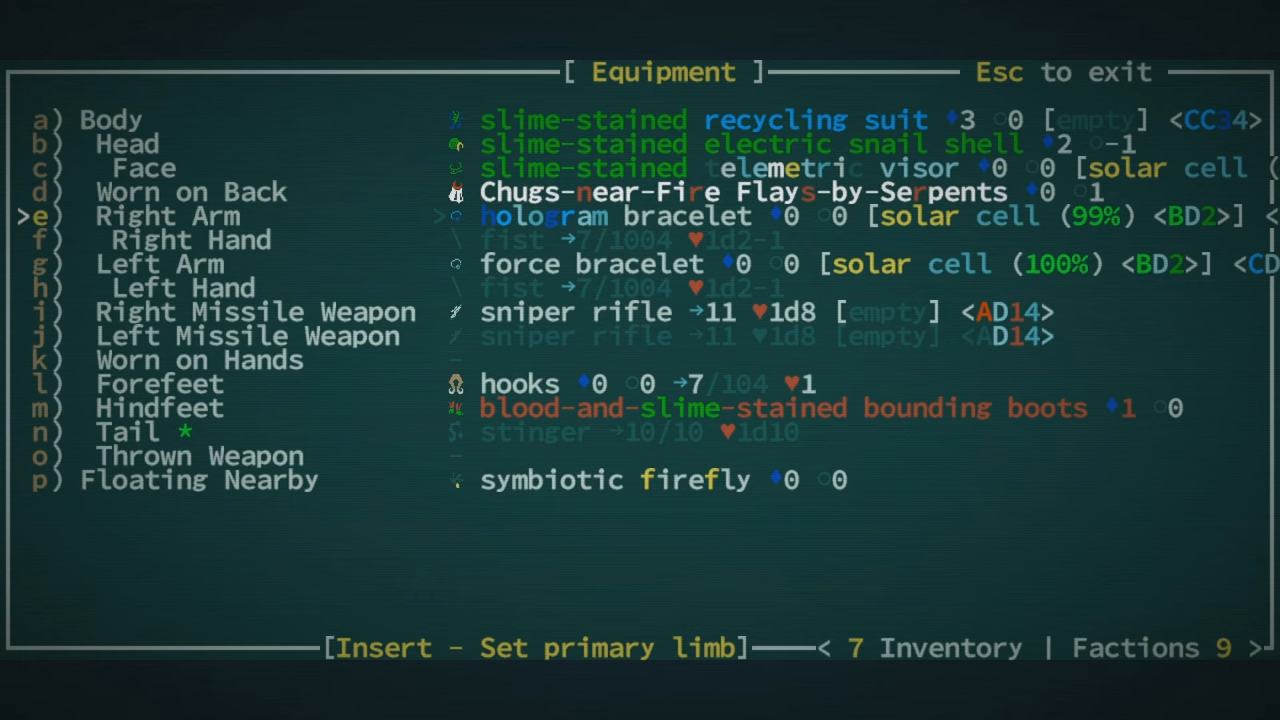 [ Equipment ] Esc to exit
a) Body slime-stained recycling suit ♦3 ○0 [empty] <CC34>
b) Head slime-stained electric snail shell ♦2 ○-1
c) Face slime-stained telemetric visor ♦0 ○0 [solar cell (
d) Worn on Back Chugs-near-Fire Flays-by-Serpents ♦0 ○1
>e) Right Arm > hologram bracelet ♦0 ○0 [solar cell (99%) <BD2>] <
f) Right Hand \ fist →7/1004 ♥1d2-1
g) Left Arm force bracelet ♦0 ○0 [solar cell (100%) <BD2>] <CD
h) Left Hand \ fist →7/1004 ♥1d2-1
i) Right Missile Weapon sniper rifle →11 ♥1d8 [empty] <AD14>
j) Left Missile Weapon sniper rifle →11 ♥1d8 [empty] <AD14>
k) Worn on Hands –
l) Forefeet hooks ♦0 ○0 →7/104 ♥1
m) Hindfeet blood-and-slime-stained bounding boots ♦1 ○0
n) Tail * stinger →10/10 ♥1d10
o) Thrown Weapon –
p) Floating Nearby symbiotic firefly ♦0 ○0
[Insert - Set primary limb] < 7 Inventory | Factions 9 >